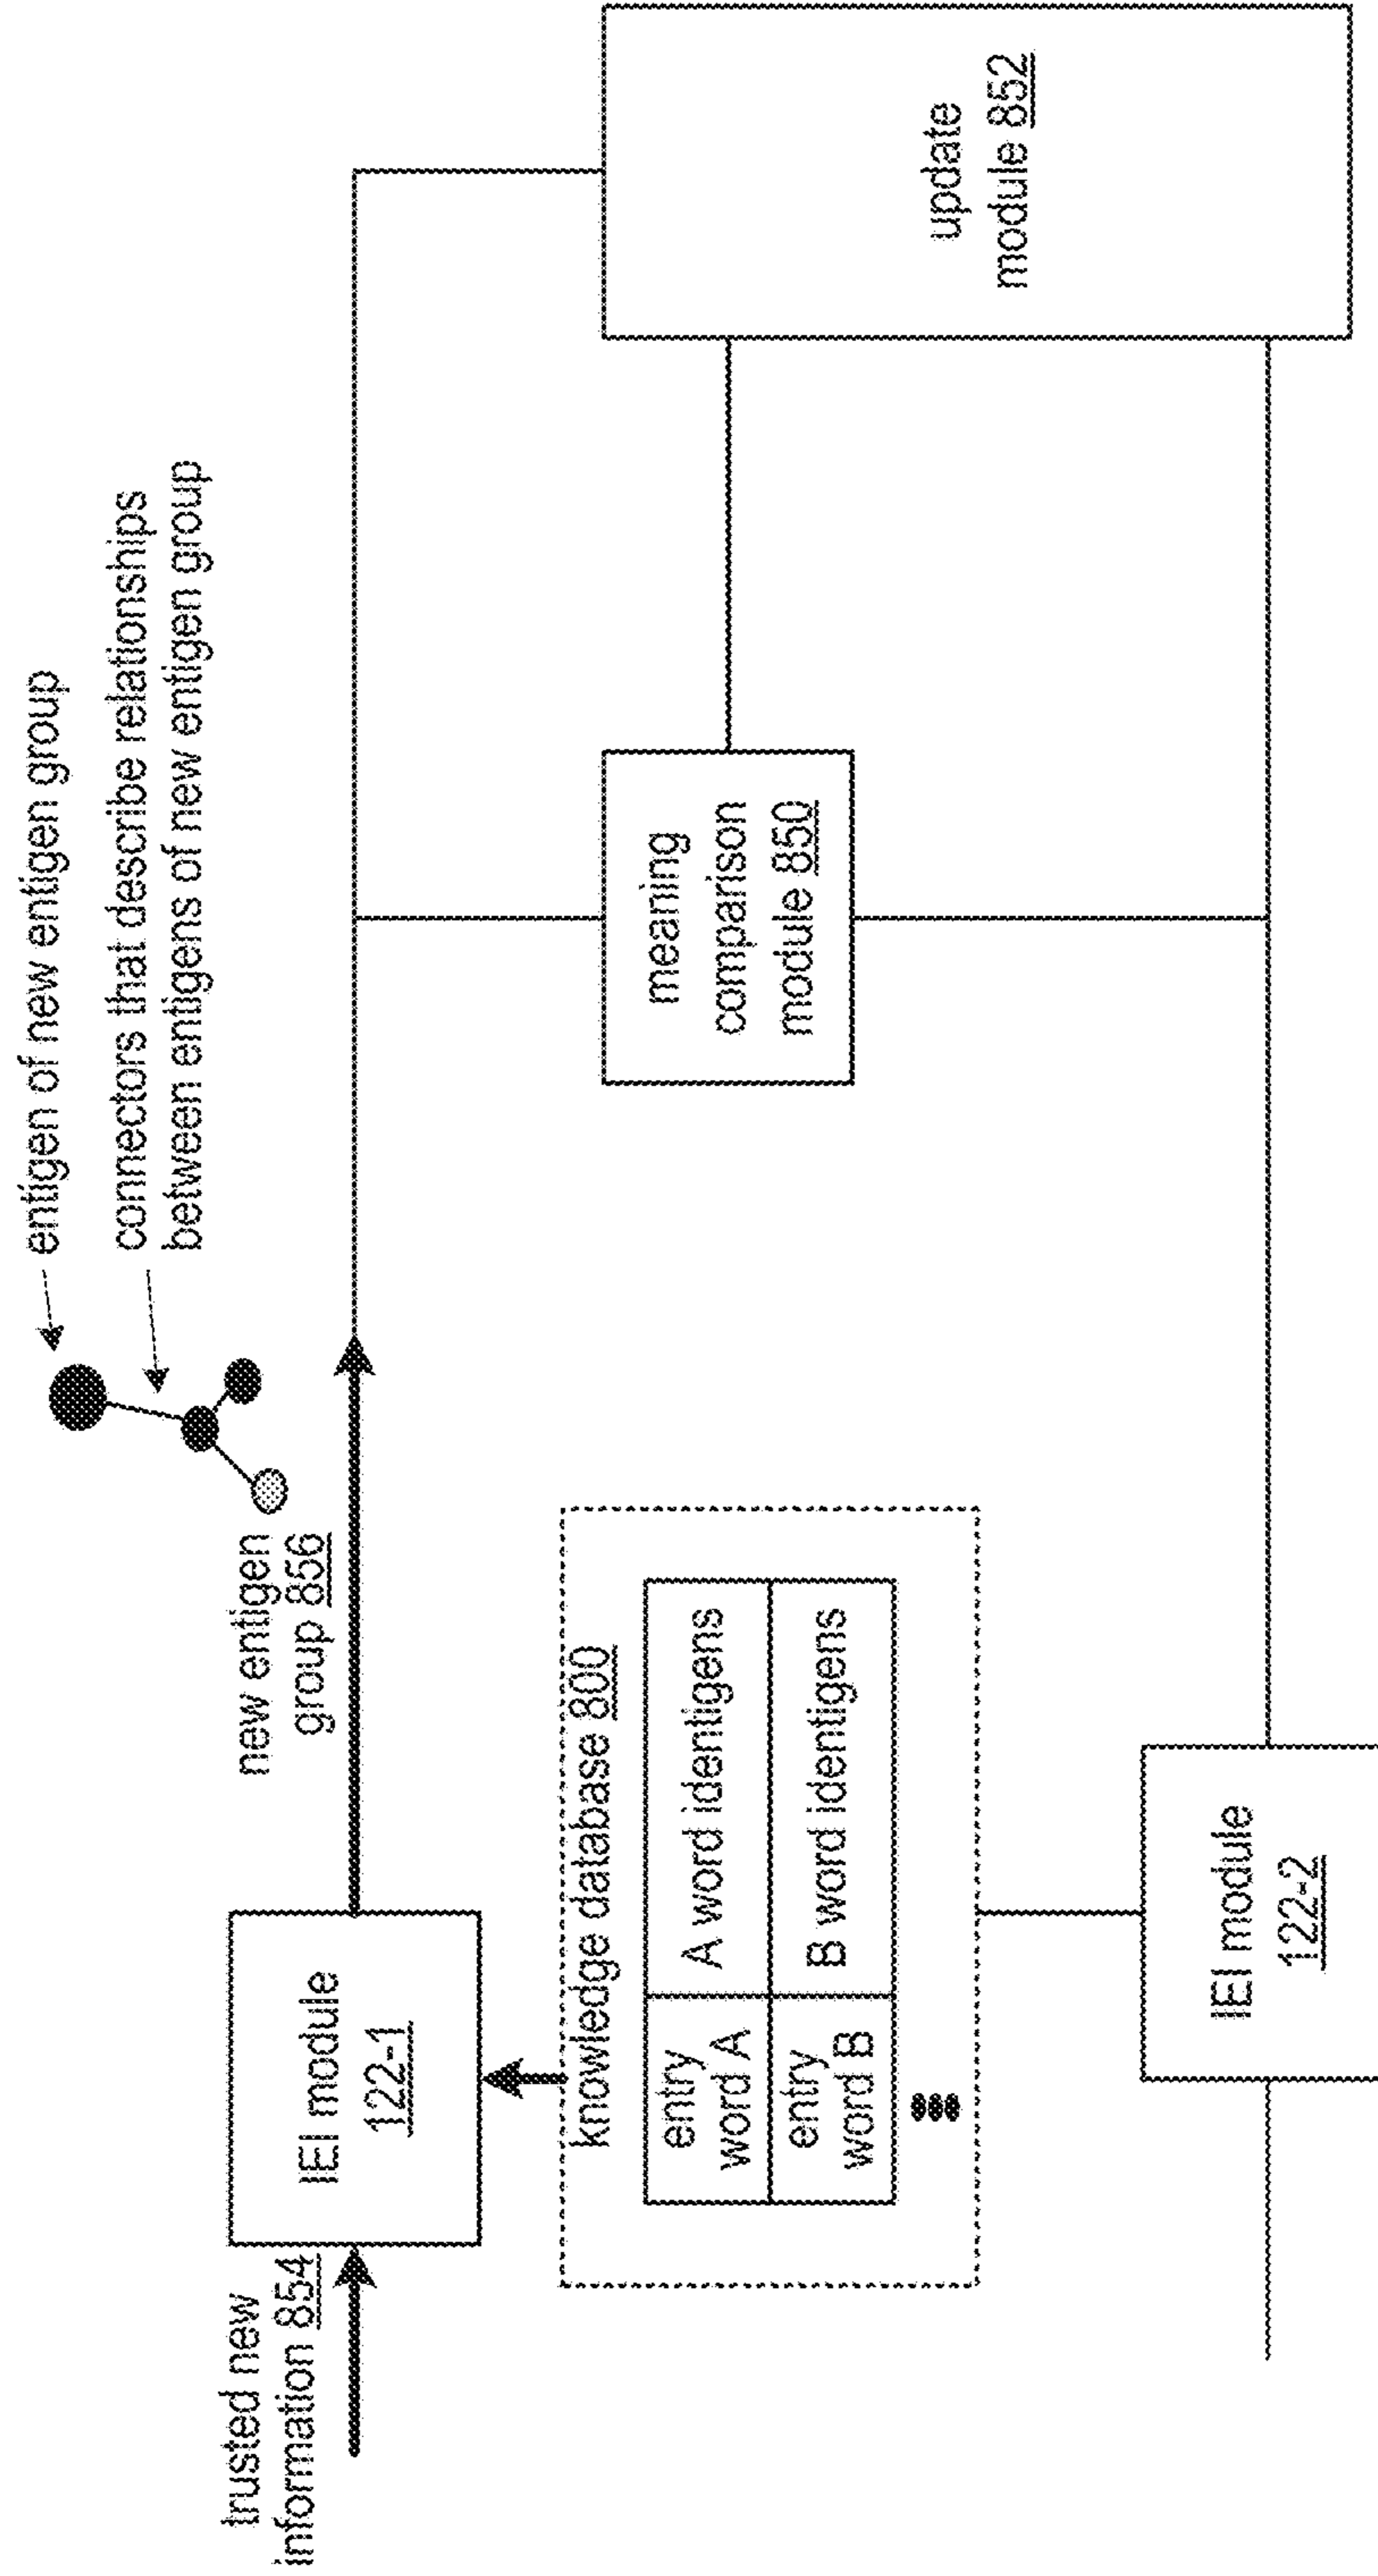 entigen of new entigen group
connectors that describe relationships
between entigens of new entigen group
trusted new
information 854
IEI module
122-1
new entigen
group 856
knowledge database 800
entry
word A
A word identigens
entry
word B
B word identigens
meaning
comparison
module 850
update
module 852
IEI module
122-2